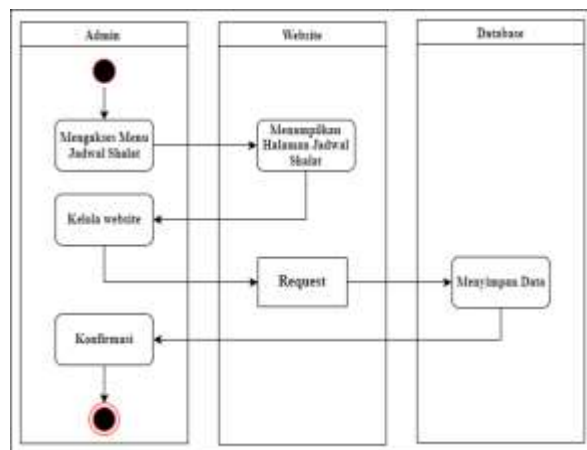 Admin
Website
Database
Mengakses Menu
Jadwal Shalat
Menampilkan
Halaman Jadwal
Shalat
Kelola website
Request
Menyimpan Data
Konfirmasi